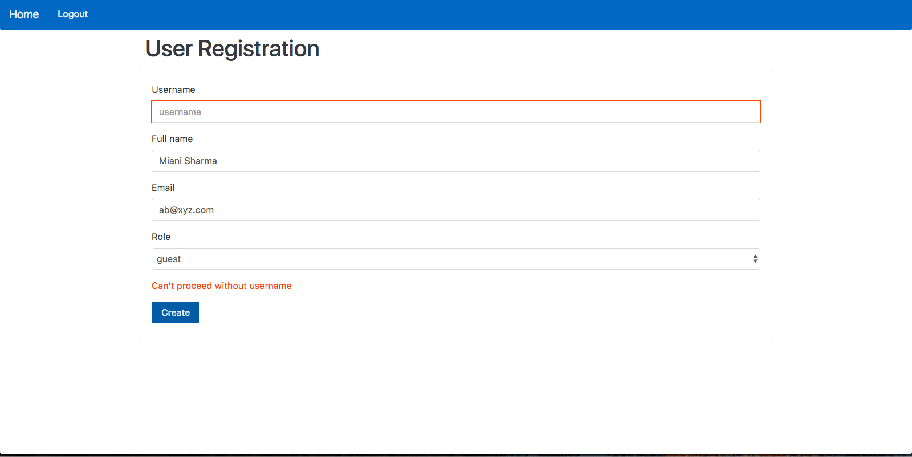 Home Logout
User Registration
Username
username
Full name
Miani Sharma
Email
ab@xyz.com
Role
guest
Can't proceed without username
Create